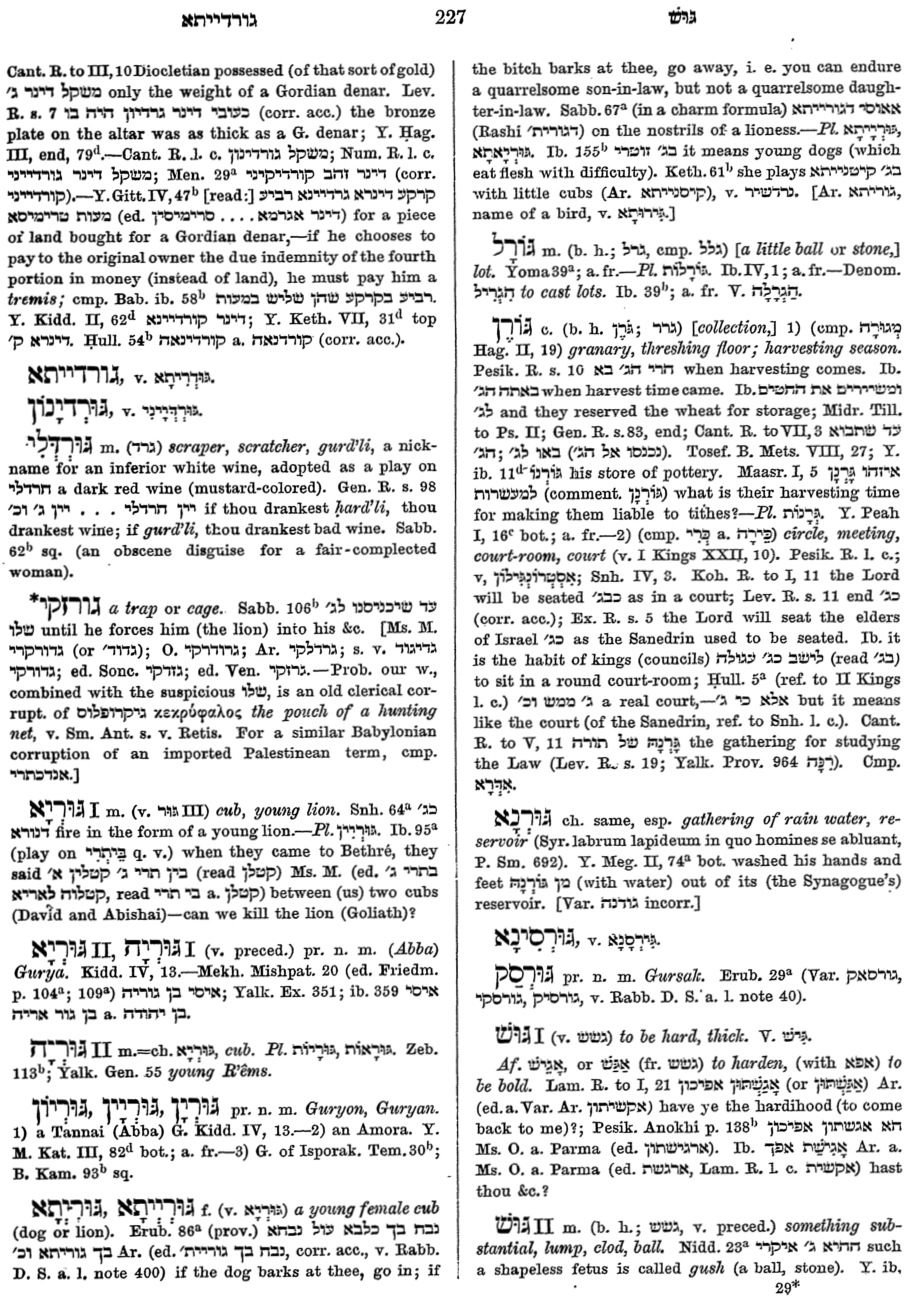 גורדייתא
227
גּוּשׁ
Cant. R. to III, 10 Diocletian possessed (of that sort of gold)
משקל דינר ג׳ only the weight of a Gordian denar. Lev.
R. s. 7 כעובי דינר גרדיון היה בו (corr. acc.) the bronze
plate on the altar was as thick as a G. denar; Y. Ḥag.
III, end, 79ᵈ.—Cant. R. l. c. משקל גורדינון; Num. R. l. c.
משקל דינר גורדייני; Men. 29ᵃ דינר זהב קורדיקיני (corr.
קורדייני׳).—Y. Gitt. IV, 47ᵇ [read:] קרקע דינרא גרדיינא רביע
מעות טרימיסא (ed. דינר אגרמא .... סרימיסין) for a piece
of land bought for a Gordian denar,—if he chooses to
pay to the original owner the due indemnity of the fourth
portion in money (instead of land), he must pay him a
tremis; cmp. Bab. ib. 58ᵇ רביע בקרקע שהן שליש במעות.
Y. Kidd. II, 62ᵈ דינר קורדיינא; Y. Keth. VII, 31ᵈ top
דינרא ק׳. Ḥull. 54ᵇ קורדינאה a. קורדנאה (corr. acc.).
גורדייתא, v. גּוּדְרִיתָא.
גּוּרְדְּינוֹן, v. גּוּרְדְּיָינִי.
גּוּרְדְּלִי m. (גרד) scraper, scratcher, gurd’li, a nick-
name for an inferior white wine, adopted as a play on
חרדלי a dark red wine (mustard-colored). Gen. R. s. 98
יין חרדלי . . . יין ג׳ וכ׳ if thou drankest ḥard’li, thou
drankest wine; if gurd’li, thou drankest bad wine. Sabb.
62ᵇ sq. (an obscene disguise for a fair-complected
woman).
*גורזקי a trap or cage. Sabb. 106ᵇ עד שיכניסנו לג׳
שלו until he forces him (the lion) into his &c. [Ms. M.
גדורקרי (or גדוד׳); O. גרודרקי; Ar. גרדלקי; s. v. גדיגוד
גדורקי; ed. Sonc. גזדקי; ed. Ven. גרזקי.—Prob. our w.,
combined with the suspicious שלו, is an old clerical cor-
rupt. of גיקרופלוס κεκρύφαλος the pouch of a hunting
net, v. Sm. Ant. s. v. Retis. For a similar Babylonian
corruption of an imported Palestinean term, cmp.
אנדכתרי.]
גּוּרְיָא I m. (v. גּוּר III) cub, young lion. Snh. 64ᵃ כג׳
דנורא fire in the form of a young lion.—Pl. גּוּרְיִין. Ib. 95ᵃ
(play on בֵּיתְרֵי q. v.) when they came to Bethré, they
said בין תרי ג׳ קטלין א׳ (read קטלן) Ms. M. (ed. בתרי ג׳
קטלוה לאריא, read בי תרי a. קטלן) between (us) two cubs
(David and Abishai)—can we kill the lion (Goliath)?
גּוּרְיָא II, גּוּרְיָה I (v. preced.) pr. n. m. (Abba)
Gurya. Kidd. IV, 13.—Mekh. Mishpat. 20 (ed. Friedm.
p. 104ᵃ; 109ᵃ) איסי בן גוריה; Yalk. Ex. 351; ib. 359 איסי
בן גור אריה a. בן יהודה.
גּוּרְיָה II m.=ch. גּוּרְיָא, cub. Pl. גּוּרָאוֹת, גּוּרָיוֹת. Zeb.
113ᵇ; Yalk. Gen. 55 young R’êms.
גּוּרְיוֹן, גּוּרְיָין, גּוּרְיָן pr. n. m. Guryon, Guryan.
1) a Tannai (Abba) G. Kidd. IV, 13.—2) an Amora. Y.
M. Kat. III, 82ᵈ bot.; a. fr.—3) G. of Isporak. Tem. 30ᵇ;
B. Kam. 93ᵇ sq.
גּוּרְיְתָא, גּוּרְיְיתָא f. (v. גּוּרְיָא) a young female cub
(dog or lion). Erub. 86ᵃ (prov.) נבח בך כלבא עול נבחא
בך גוריתא וכ׳ Ar. (ed. נבח בך גורייתי׳, corr. acc., v. Rabb.
D. S. a. l. note 400) if the dog barks at thee, go in; if
the bitch barks at thee, go away, i. e. you can endure
a quarrelsome son-in-law, but not a quarrelsome daugh-
ter-in-law. Sabb. 67ᵃ (in a charm formula) אאוסי דגורייתא
(Rashi דגורית׳) on the nostrils of a lioness.—Pl. גּוּרְיָיתָא,
גּוּרְיָאתָא. Ib. 155ᵇ בג׳ זוטרי it means young dogs (which
eat flesh with difficulty). Keth. 61ᵇ she plays בג׳ קיטנייתא
with little cubs (Ar. קיסנייתא), v. נרדשיר. [Ar. גוריתא,
name of a bird, v. גִּירוּתָא.]
גּוֹרָל m. (b. h.; גרל, cmp. גלל) [a little ball or stone,]
lot. Yoma 39ᵃ; a. fr.—Pl. גּוֹרָלוֹת. Ib. IV, 1; a. fr.—Denom.
הִגְרִיל to cast lots. Ib. 39ᵇ; a. fr. V. הַגְרָלָה.
גּוֹרֶן c. (b. h. גֹּרֶן; גרר) [collection,] 1) (cmp. מְגוּרָה
Hag. II, 19) granary, threshing floor; harvesting season.
Pesik. R. s. 10 הרי הג׳ בא when harvesting comes. Ib.
באתה הג׳ when harvest time came. Ib. ומשיירים את החטים
לג׳ and they reserved the wheat for storage; Midr. Till.
to Ps. II; Gen. R. s. 83, end; Cant. R. to VII, 3 עד שתבוא
הג׳; באו לג׳ (נכנסו אל הג׳). Tosef. B. Mets. VIII, 27; Y.
ib. 11ᵈ גּוֹרְנוֹ his store of pottery. Maasr. I, 5 איזהו גָּרְנָן
למעשרות (comment. גּוֹרְנָן) what is their harvesting time
for making them liable to tithes?—Pl. גְּרָנוֹת. Y. Peah
I, 16ᶜ bot.; a. fr.—2) (cmp. כְּרִי a. כֵּירָה) circle, meeting,
court-room, court (v. I Kings XXII, 10). Pesik. R. l. c.;
v, אִסְטְרוֹנְגִּילוֹן; Snh. IV, 3. Koh. R. to I, 11 the Lord
will be seated כבג׳ as in a court; Lev. R. s. 11 end כג׳
(corr. acc.); Ex. R. s. 5 the Lord will seat the elders
of Israel כג׳ as the Sanedrin used to be seated. Ib. it
is the habit of kings (councils) לישב כג׳ עגולה (read בג׳)
to sit in a round court-room; Ḥull. 5ᵃ (ref. to II Kings
l. c.) ג׳ ממש וכ׳ a real court,—אלא כי ג׳ but it means
like the court (of the Sanedrin, ref. to Snh. l. c.). Cant.
R. to V, 11 גָּרְנָהּ של תורה the gathering for studying
the Law (Lev. R. s. 19; Yalk. Prov. 964 רִנָּה). Cmp.
אִדְּרָא.
גּוּרְנָא ch. same, esp. gathering of rain water, re-
servoir (Syr. labrum lapideum in quo homines se abluant,
P. Sm. 692). Y. Meg. II, 74ᵃ bot. washed his hands and
feet מן גּוּרְנָהּ (with water) out of its (the Synagogue’s)
reservoir. [Var. גודנה incorr.]
גּוּרְסִינָא, v. גִּירְסָנָא.
גּוּרְסַק pr. n. m. Gursak. Erub. 29ᵃ (Var. גורסאק,
גורסיק, גורסקי, v. Rabb. D. S. a. l. note 40).
גּוּשׁ I (v. גשש) to be hard, thick. V. גִּישׁ.
Af. אָגֵישׁ, or אַגֵּשׁ (fr. גשש) to harden, (with אפא) to
be bold. Lam. R. to I, 21 אֲגַשְׁתּוּן אפיכון (or אַגֵּשְׁתּוּן) Ar.
(ed. a. Var. Ar. אקשיתון) have ye the hardihood (to come
back to me)?; Pesik. Anokhi p. 138ᵇ הא אגשתון אפיכון
Ms. O. a. Parma (ed. ארגישתון). Ib. אֲגֵישַׁת אפך Ar. a.
Ms. O. a. Parma (ed. ארגשת, Lam. R. l. c. אקשית) hast
thou &c.?
גּוּשׁ II m. (b. h.; גשש, v. preced.) something sub-
stantial, lump, clod, ball. Nidd. 23ᵃ ההוא ג׳ איקרי such
a shapeless fetus is called gush (a ball, stone). Y. ib.
29*